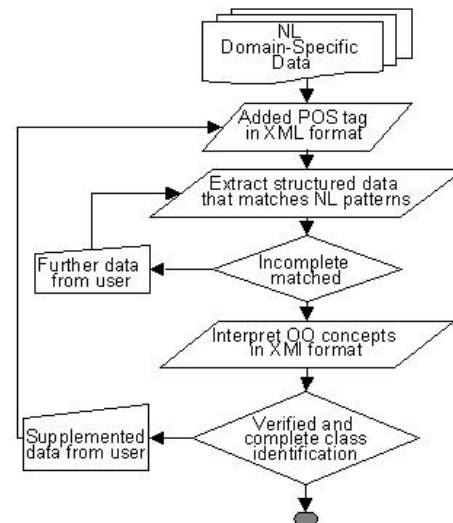 NL
Domain-Specific
Data
Added POS tag
in XML format
Extract structured data
that matches NL patterns
Further data
from user
Incomplete
matched
Interpret OO concepts
in XMI format
Supplemented
data from user
Verified and
complete class
identification